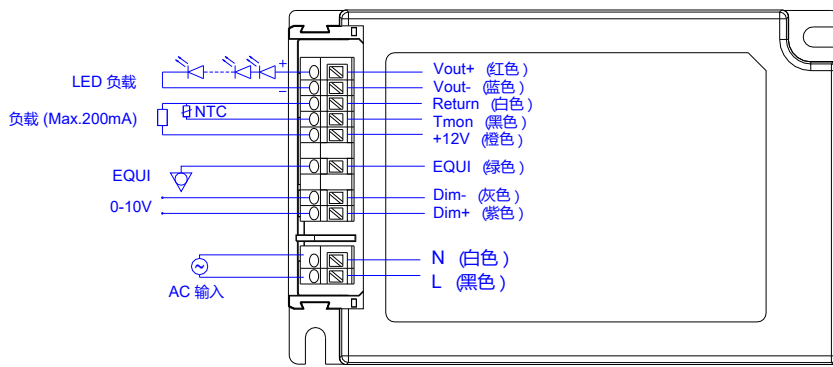 LED 负载
+
–
负载 (Max.200mA)
NTC
EQUI
0-10V
~
AC 输入
Vout+ (红色)
Vout- (蓝色)
Return (白色)
Tmon (黑色)
+12V (橙色)
EQUI (绿色)
Dim- (灰色)
Dim+ (紫色)
N (白色)
L (黑色)